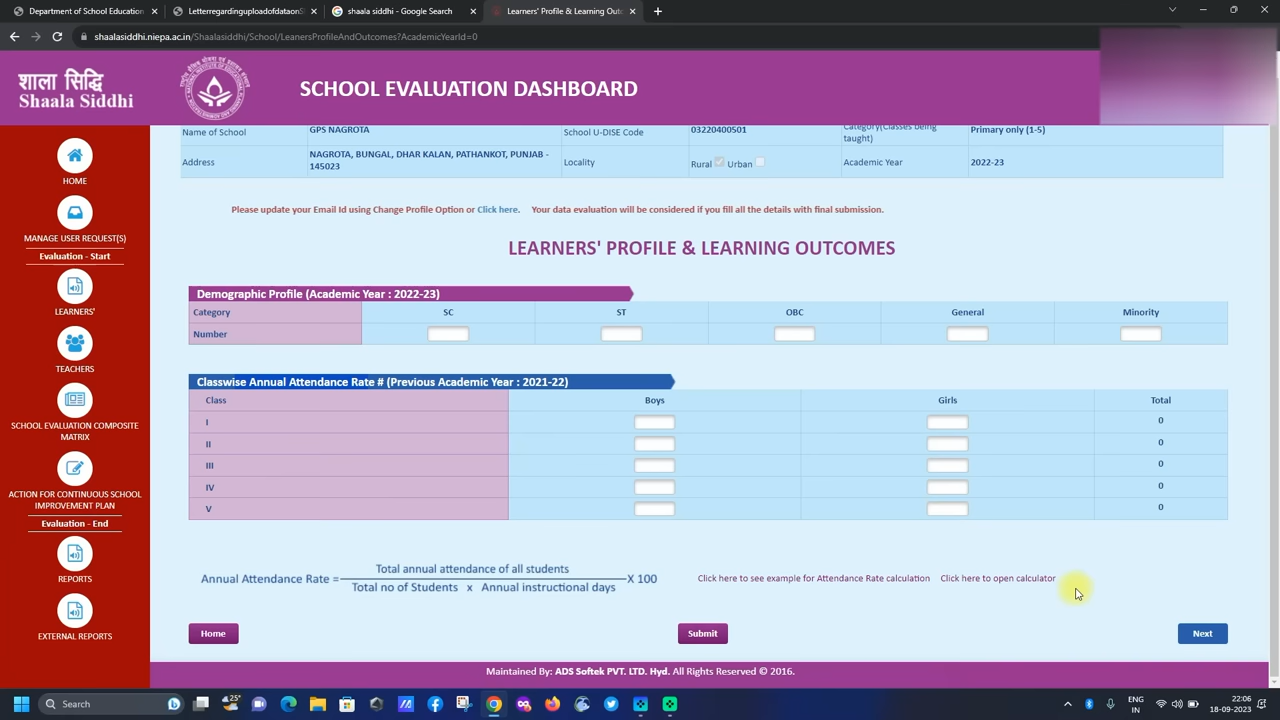 Department of School Education
shaalasiddhi - Google Search
Pathankot, Punjab, India
Learners' Profile and Learning Out
shaalasiddhi.niepa.ac.in/Shaalasiddhi/School/LearnersProfileAndOutcomes?AcademicYearId=0
शाला सिद्धि
Shaala Siddhi
SCHOOL EVALUATION DASHBOARD
Name of School GPS NAGROTA School U-DISE Code 03220400501 Category(Classes being taught) Primary only (1-5)
Address NAGROTA, BUNGAL, DHAR KALAN, PATHANKOT, PUNJAB - 145023 Locality Rural Urban Academic Year 2022-23
HOME
MANAGE USER REQUEST(S)
Evaluation - Start
LEARNERS'
TEACHERS
SCHOOL EVALUATION COMPOSITE
MATRIX
ACTION FOR CONTINUOUS SCHOOL
IMPROVEMENT PLAN
Evaluation - End
REPORTS
EXTERNAL REPORTS
Please update your Email Id using Change Profile Option or Click here. Your data evaluation will be considered if you fill all the details with final submission.
LEARNERS' PROFILE & LEARNING OUTCOMES
Demographic Profile (Academic Year : 2022-23)
Category SC ST OBC General Minority
Number
Classwise Annual Attendance Rate # (Previous Academic Year : 2021-22)
Class Boys Girls Total
I 0
II 0
III 0
IV 0
V 0
Annual Attendance Rate = Total annual attendance of all students X 100
Total no of Students x Annual instructional days
Click here to see example for Attendance Rate calculation Click here to open calculator
Home Submit Next
Maintained By: ADS Softek PVT. LTD. Hyd. All Rights Reserved © 2016.
Search 25° ENG IN 22:06 18-09-2023